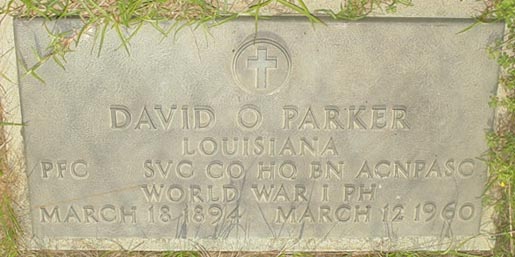 DAVID O PARKER
LOUISIANA
PFC SVC CO HQ BN ACNPASC
WORLD WAR I PH
MARCH 18 1894 MARCH 12 1960